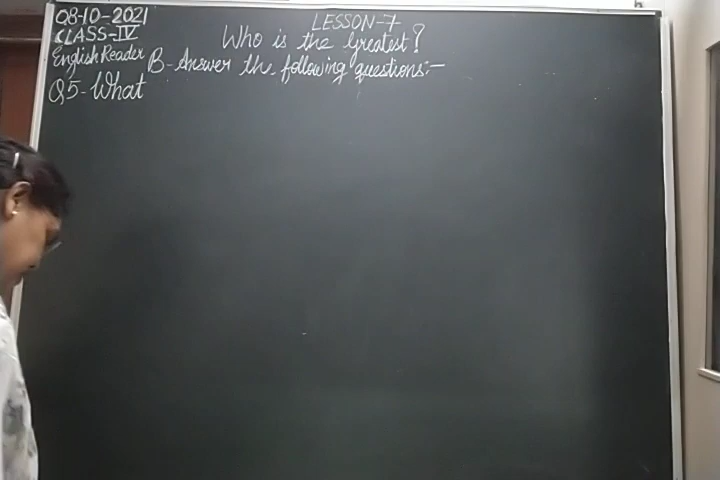 08-10-2021
LESSON-7
CLASS-IV
Who is the Greatest?
English Reader
B-Answer the following questions:-
Q5-What